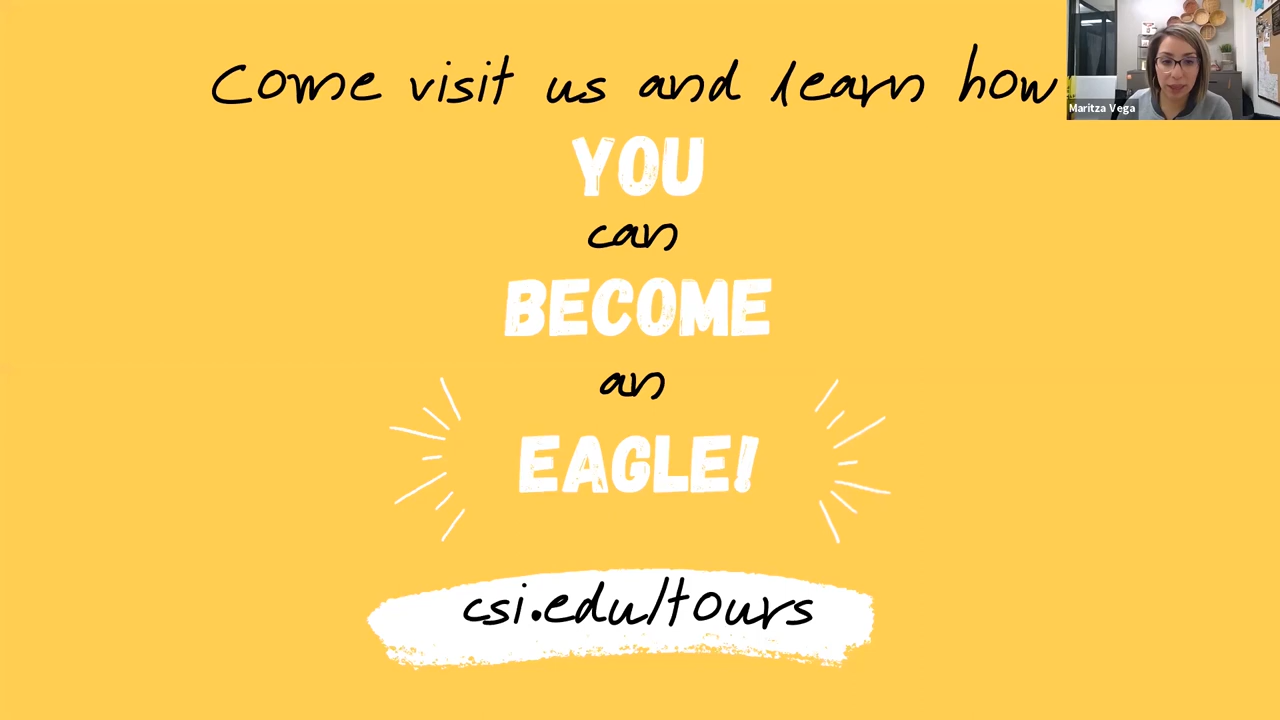 Come visit us and learn how
YOU
can
BECOME
an
EAGLE!
csi.edu/tours
Maritza Vega